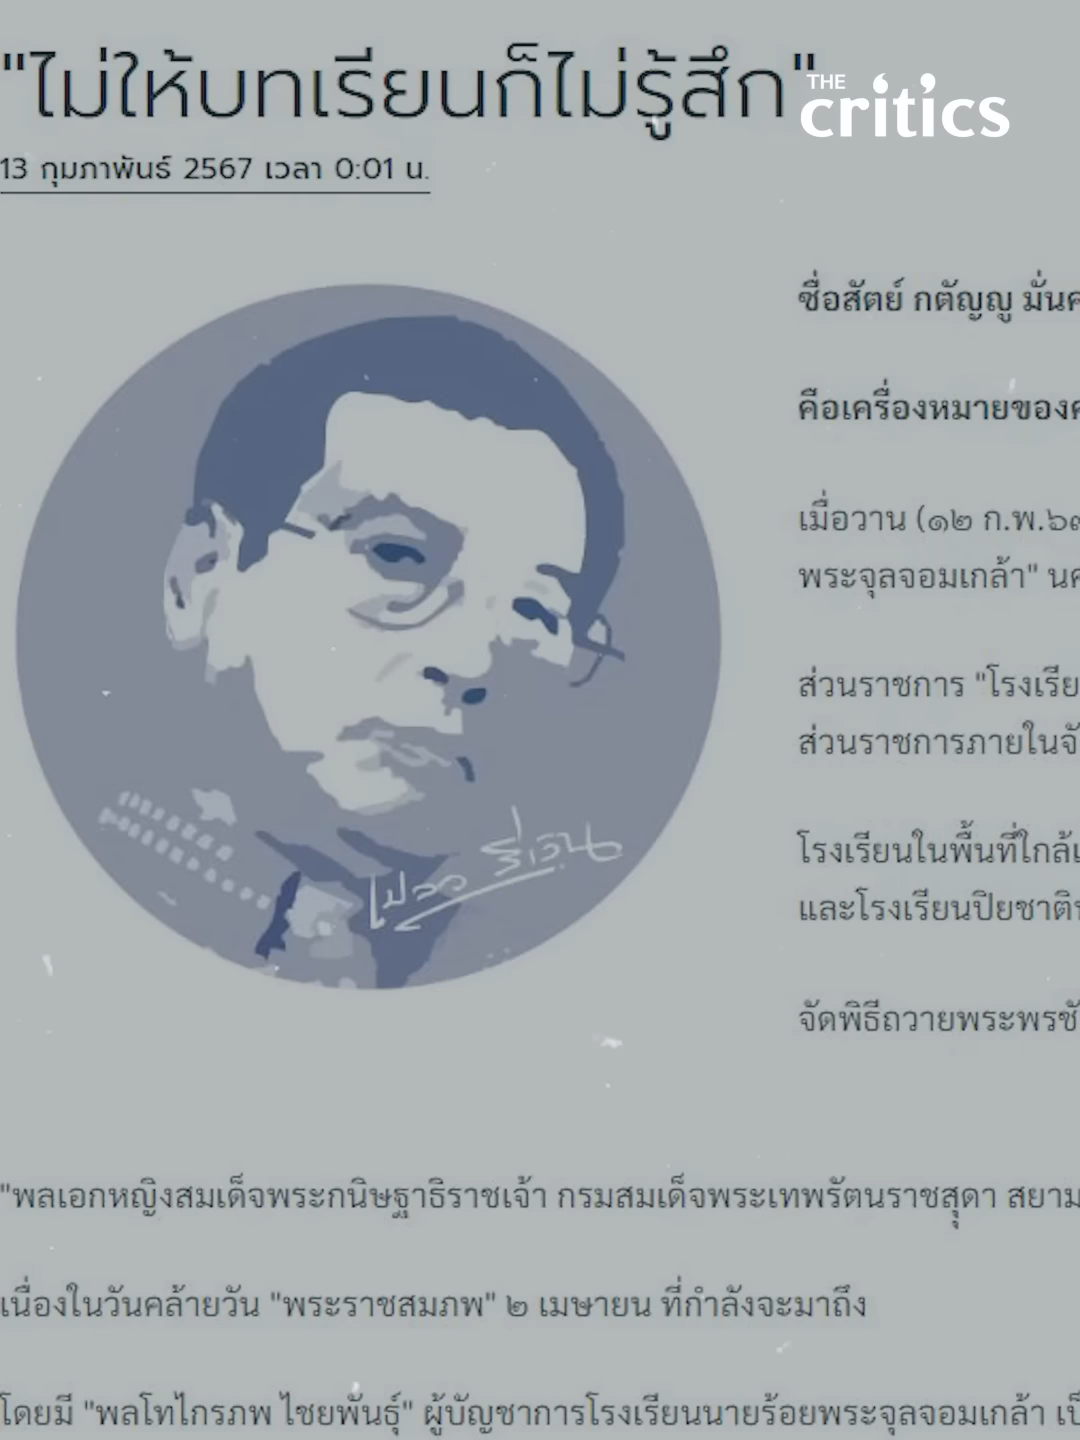 "ไม่ให้บทเรียนก็ไม่รู้สึก"
THE
critics
13 กุมภาพันธ์ 2567 เวลา 0:01 น.
ซื่อสัตย์ กตัญญู มั่นค
คือเครื่องหมายของค
เมื่อวาน (๑๒ ก.พ.๖๗
พระจุลจอมเกล้า" นค
ส่วนราชการ "โรงเรีย
ส่วนราชการภายในจั
โรงเรียนในพื้นที่ใกล้เ
และโรงเรียนปิยชาติ
จัดพิธีถวายพระพรชั
เปลว สีเงิน
"พลเอกหญิงสมเด็จพระกนิษฐาธิราชเจ้า กรมสมเด็จพระเทพรัตนราชสุดา สยาม
เนื่องในวันคล้ายวัน "พระราชสมภพ" ๒ เมษายน ที่กำลังจะมาถึง
โดยมี "พลโทไกรภพ ไชยพันธุ์" ผู้บัญชาการโรงเรียนนายร้อยพระจุลจอมเกล้า เป็